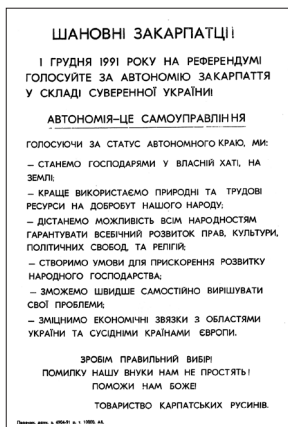 ШАНОВНІ ЗАКАРПАТЦІ!
1 ГРУДНЯ 1991 РОКУ НА РЕФЕРЕНДУМІ
ГОЛОСУЙТЕ ЗА АВТОНОМІЮ ЗАКАРПАТТЯ
У СКЛАДІ СУВЕРЕННОЇ УКРАЇНИ!
АВТОНОМІЯ–ЦЕ САМОУПРАВЛІННЯ
ГОЛОСУЮЧИ ЗА СТАТУС АВТОНОМНОГО КРАЮ, МИ:
— СТАНЕМО ГОСПОДАРЯМИ У ВЛАСНІЙ ХАТІ, НА
ЗЕМЛІ;
— КРАЩЕ ВИКОРИСТАЄМО ПРИРОДНІ ТА ТРУДОВІ
РЕСУРСИ НА ДОБРОБУТ НАШОГО НАРОДУ;
— ДІСТАНЕМО МОЖЛИВІСТЬ ВСІМ НАРОДНОСТЯМ
ГАРАНТУВАТИ ВСЕБІЧНИЙ РОЗВИТОК ПРАВ, КУЛЬТУРИ,
ПОЛІТИЧНИХ СВОБОД, ТА РЕЛІГІЙ;
— СТВОРИМО УМОВИ ДЛЯ ПРИСКОРЕННЯ РОЗВИТКУ
НАРОДНОГО ГОСПОДАРСТВА;
— ЗМОЖЕМО ШВИДШЕ САМОСТІЙНО ВИРІШУВАТИ
СВОЇ ПРОБЛЕМИ;
— ЗМІЦНИМО ЕКОНОМІЧНІ ЗВЯЗКИ З ОБЛАСТЯМИ
УКРАЇНИ ТА СУСІДНІМИ КРАЇНАМИ ЄВРОПИ.
ЗРОБІМ ПРАВИЛЬНИЙ ВИБІР!
ПОМИЛКУ НАШУ ВНУКИ НАМ НЕ ПРОСТЯТЬ!
ПОМОЖИ НАМ БОЖЕ!
ТОВАРИСТВО КАРПАТСЬКИХ РУСИНІВ.